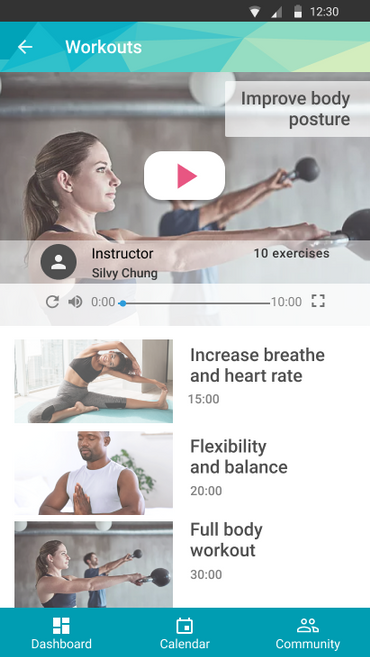 12:30
Workouts
Improve body
posture
Instructor
10 exercises
Silvy Chung
0:00
10:00
Increase breathe
and heart rate
15:00
Flexibility
and balance
20:00
Full body
workout
30:00
Dashboard
Calendar
Community